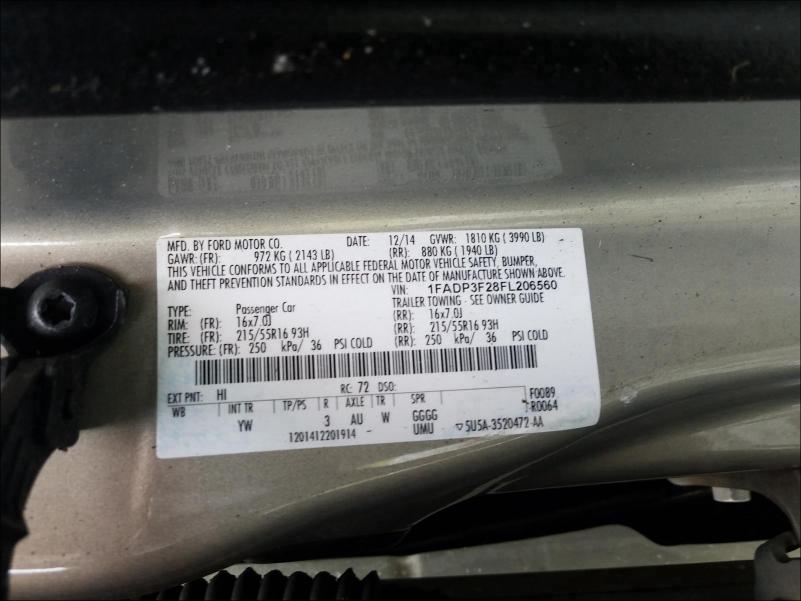 MFD. BY FORD MOTOR CO. DATE: 12/14 GVWR: 1810 KG ( 3990 LB)
GAWR: (FR): 972 KG ( 2143 LB) (RR): 880 KG ( 1940 LB)
THIS VEHICLE CONFORMS TO ALL APPLICABLE FEDERAL MOTOR VEHICLE SAFETY, BUMPER,
AND THEFT PREVENTION STANDARDS IN EFFECT ON THE DATE OF MANUFACTURE SHOWN ABOVE.
VIN: 1FADP3F28FL206560
TYPE: Passenger Car TRAILER TOWING - SEE OWNER GUIDE
RIM: (FR): 16x7.0J (RR): 16x7.0J
TIRE: (FR): 215/55R16 93H (RR): 215/55R16 93H
PRESSURE: (FR): 250 kPa/ 36 PSI COLD (RR): 250 kPa/ 36 PSI COLD
EXT PNT: HI RC: 72 DSO: F0089
WB INT TR TP/PS R AXLE TR SPR R0064
YW 3 AU W GGGG
1201412201914 UMU ▽5U5A-3520472-AA